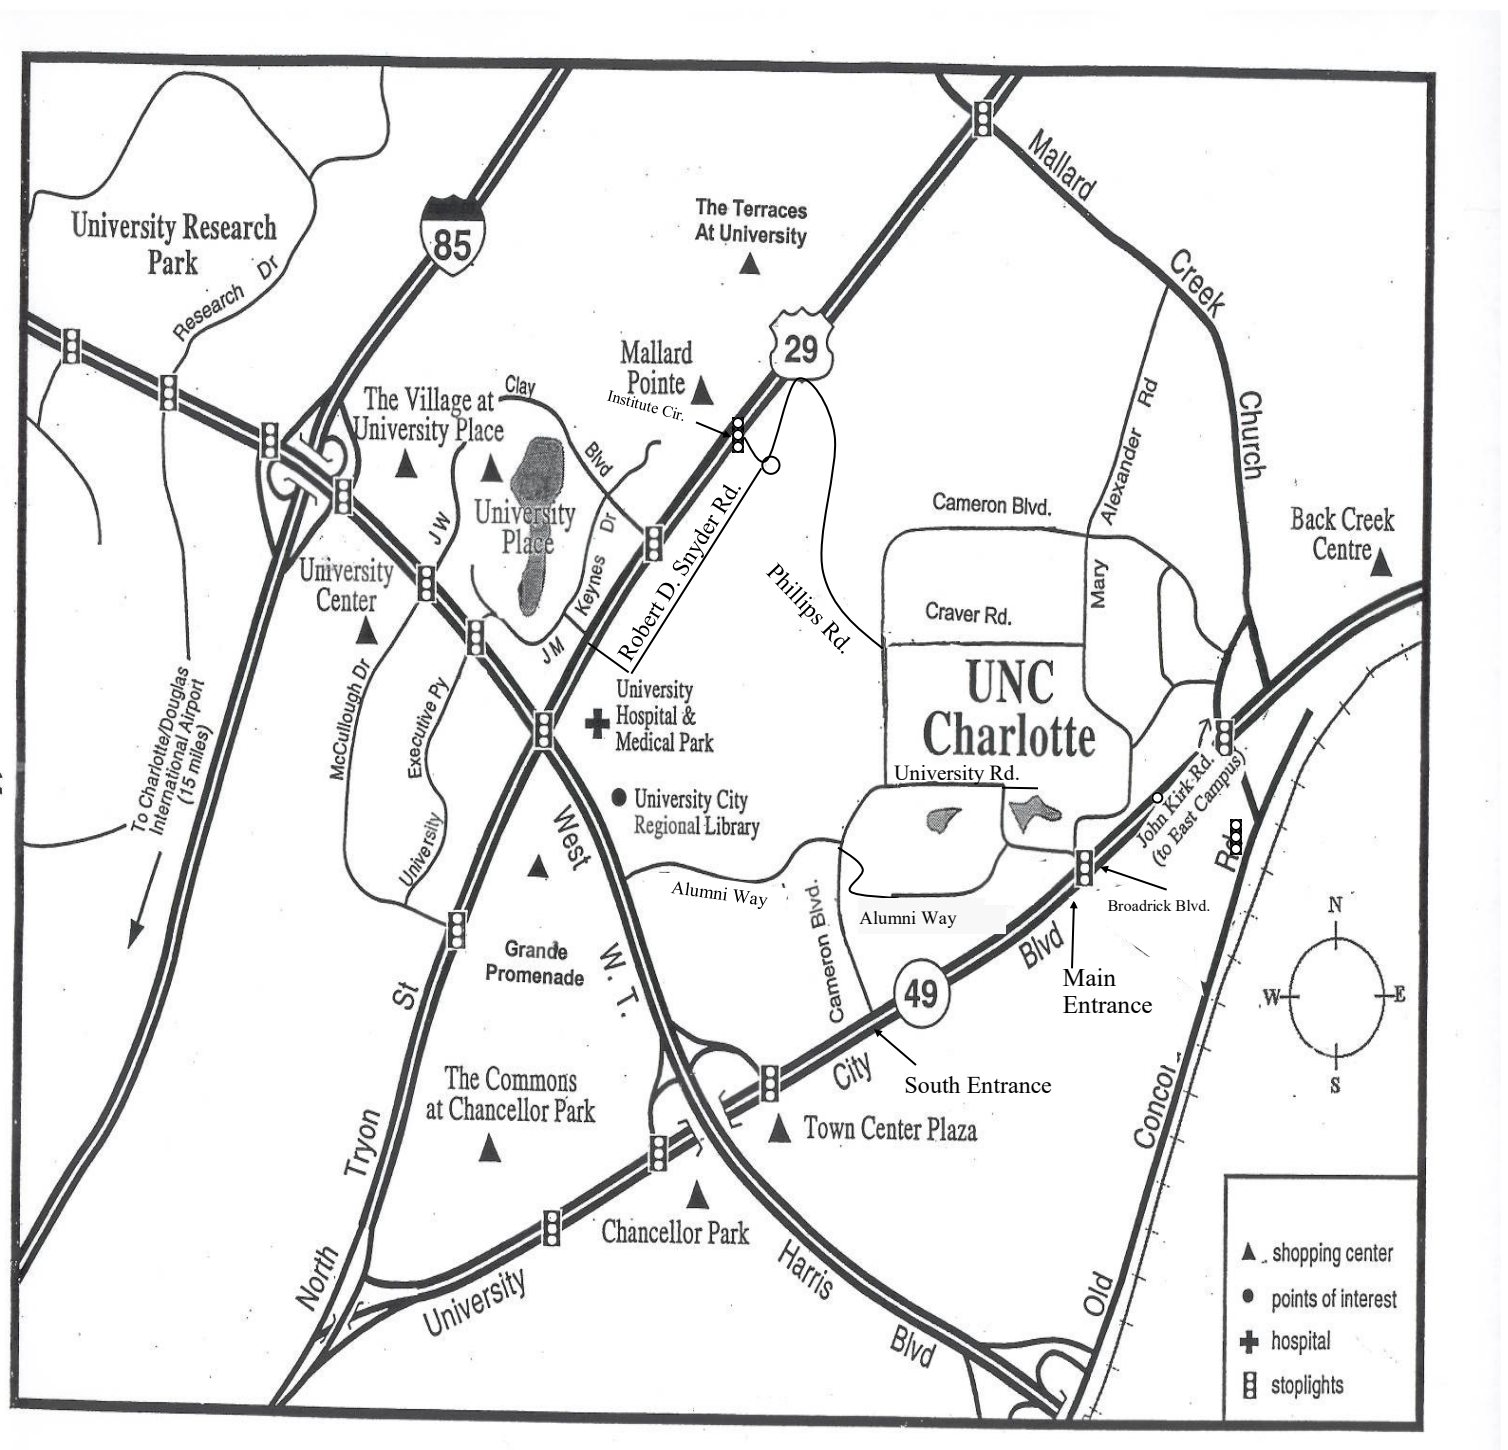 Mallard
Creek
Church
Rd
The Terraces
At University
85
University Research
Park
Research Dr
29
Mallard
Pointe
Institute Cir.
Clay
Blvd
The Village at
University Place
University
Place
J W
Keynes Dr
J M
Robert D. Snyder Rd.
Phillips Rd.
Alexander Rd
Mary
Cameron Blvd.
Craver Rd.
Back Creek
Centre
University
Center
UNC
Charlotte
University Rd.
University
Hospital &
Medical Park
University City
Regional Library
McCullough Dr
Executive Py
University
To Charlotte/Douglas
International Airport
(15 miles)
John Kirk Rd.
(to East Campus)
West
W. T.
Harris
Blvd
Alumni Way
Alumni Way
Cameron Blvd.
Broadrick Blvd.
Main
Entrance
49
Blvd
City
University
South Entrance
Grande
Promenade
St
Tryon
North
The Commons
at Chancellor Park
Town Center Plaza
Chancellor Park
Old
N
W
E
S
shopping center
points of interest
hospital
stoplights